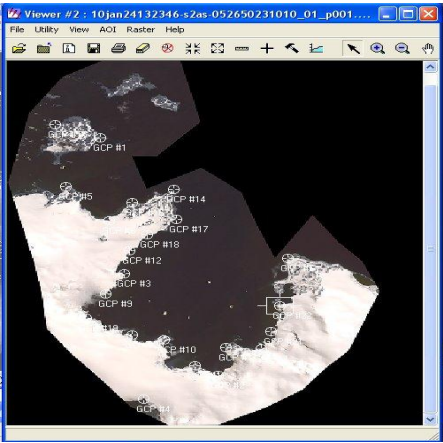 Viewer #2 : 10jan24132346-s2as-052650231010_01_p001....
File Utility View AOI Raster Help
GCP #1
#5
GCP #14
GCP #17
GCP #18
GCP #12
GCP #3
GCP #9
GCP #10
GCP #4